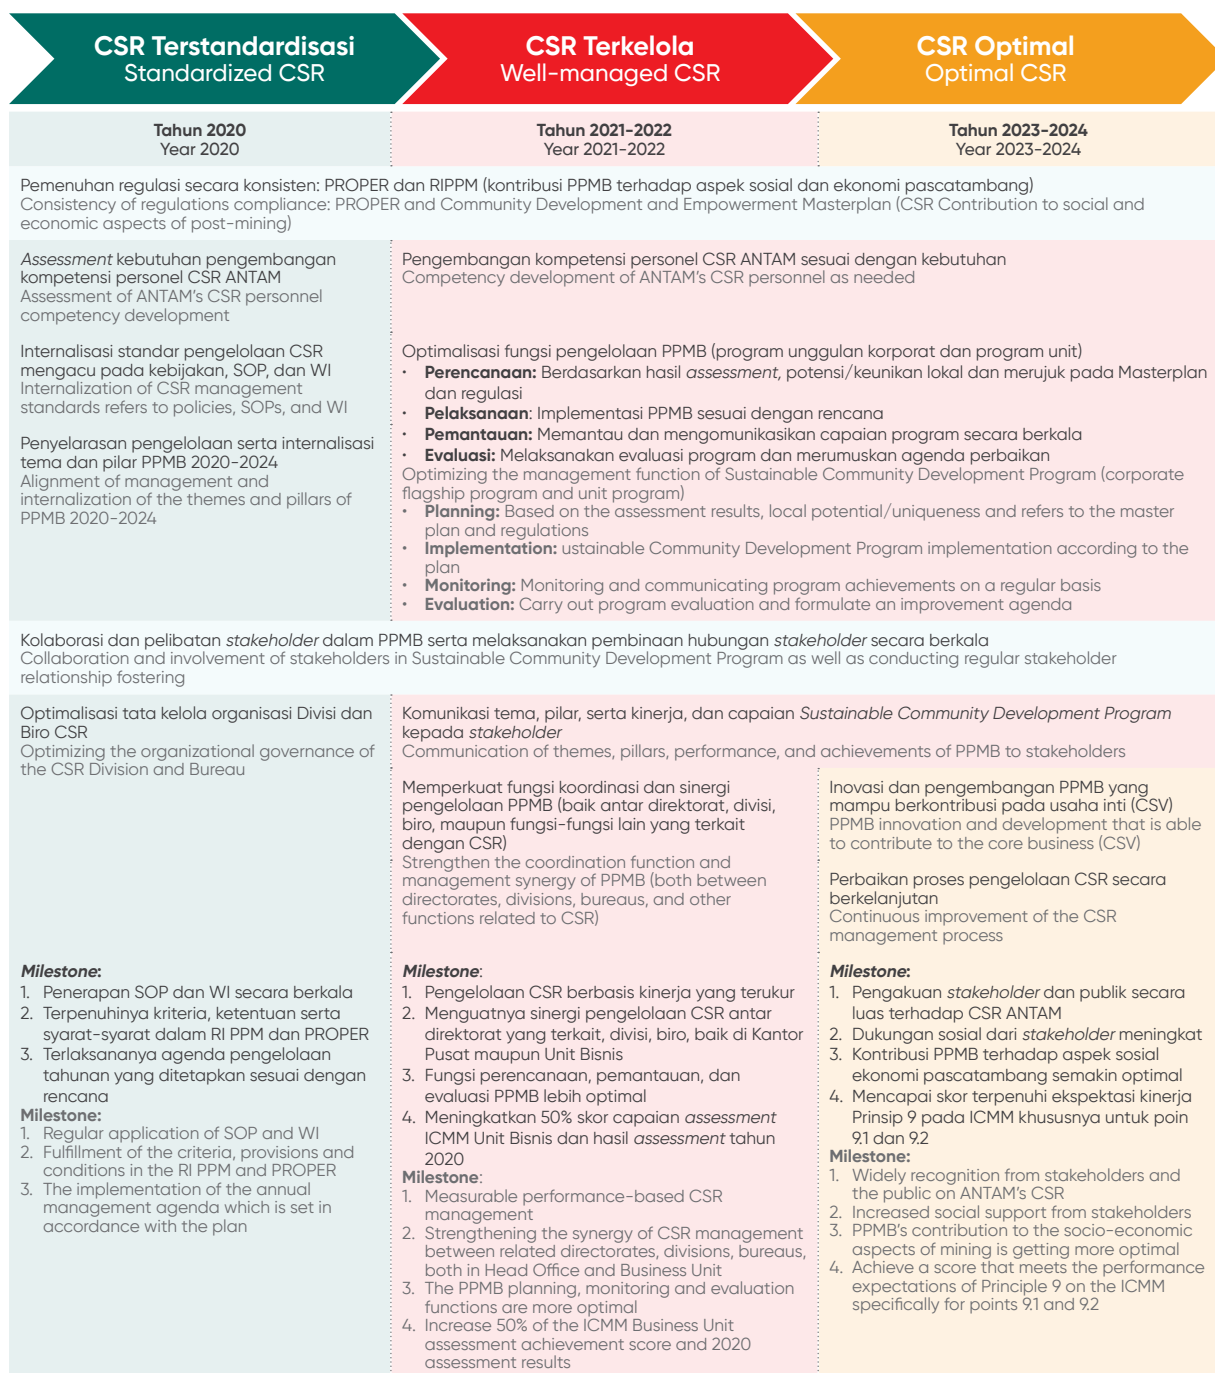 CSR Terstandardisasi
Standardized CSR
CSR Terkelola
Well-managed CSR
CSR Optimal
Optimal CSR
Tahun 2020
Year 2020
Tahun 2021-2022
Year 2021-2022
Tahun 2023-2024
Year 2023-2024
Pemenuhan regulasi secara konsisten: PROPER dan RIPPM (kontribusi PPMB terhadap aspek sosial dan ekonomi pascatambang)
Consistency of regulations compliance: PROPER and Community Development and Empowerment Masterplan (CSR Contribution to social and
economic aspects of post-mining)
Assessment kebutuhan pengembangan
kompetensi personel CSR ANTAM
Assessment of ANTAM's CSR personnel
competency development
Pengembangan kompetensi personel CSR ANTAM sesuai dengan kebutuhan
Competency development of ANTAM's CSR personnel as needed
Internalisasi standar pengelolaan CSR
mengacu pada kebijakan, SOP, dan WI
Internalization of CSR management
standards refers to policies, SOPs, and WI
Penyelarasan pengelolaan serta internalisasi
tema dan pilar PPMB 2020-2024
Alignment of management and
internalization of the themes and pillars of
PPMB 2020-2024
Optimalisasi fungsi pengelolaan PPMB (program unggulan korporat dan program unit)
• Perencanaan: Berdasarkan hasil assessment, potensi/keunikan lokal dan merujuk pada Masterplan
dan regulasi
• Pelaksanaan: Implementasi PPMB sesuai dengan rencana
• Pemantauan: Memantau dan mengomunikasikan capaian program secara berkala
• Evaluasi: Melaksanakan evaluasi program dan merumuskan agenda perbaikan
Optimizing the management function of Sustainable Community Development Program (corporate
flagship program and unit program)
• Planning: Based on the assessment results, local potential/uniqueness and refers to the master
plan and regulations
• Implementation: ustainable Community Development Program implementation according to the
plan
• Monitoring: Monitoring and communicating program achievements on a regular basis
• Evaluation: Carry out program evaluation and formulate an improvement agenda
Kolaborasi dan pelibatan stakeholder dalam PPMB serta melaksanakan pembinaan hubungan stakeholder secara berkala
Collaboration and involvement of stakeholders in Sustainable Community Development Program as well as conducting regular stakeholder
relationship fostering
Optimalisasi tata kelola organisasi Divisi dan
Biro CSR
Optimizing the organizational governance of
the CSR Division and Bureau
Komunikasi tema, pilar, serta kinerja, dan capaian Sustainable Community Development Program
kepada stakeholder
Communication of themes, pillars, performance, and achievements of PPMB to stakeholders
Memperkuat fungsi koordinasi dan sinergi
pengelolaan PPMB (baik antar direktorat, divisi,
biro, maupun fungsi-fungsi lain yang terkait
dengan CSR)
Strengthen the coordination function and
management synergy of PPMB (both between
directorates, divisions, bureaus, and other
functions related to CSR)
Inovasi dan pengembangan PPMB yang
mampu berkontribusi pada usaha inti (CSV)
PPMB innovation and development that is able
to contribute to the core business (CSV)
Perbaikan proses pengelolaan CSR secara
berkelanjutan
Continuous improvement of the CSR
management process
Milestone:
1. Penerapan SOP dan WI secara berkala
2. Terpenuhinya kriteria, ketentuan serta
syarat-syarat dalam RI PPM dan PROPER
3. Terlaksananya agenda pengelolaan
tahunan yang ditetapkan sesuai dengan
rencana
Milestone:
1. Regular application of SOP and WI
2. Fulfillment of the criteria, provisions and
conditions in the RI PPM and PROPER
3. The implementation of the annual
management agenda which is set in
accordance with the plan
Milestone:
1. Pengelolaan CSR berbasis kinerja yang terukur
2. Menguatnya sinergi pengelolaan CSR antar
direktorat yang terkait, divisi, biro, baik di Kantor
Pusat maupun Unit Bisnis
3. Fungsi perencanaan, pemantauan, dan
evaluasi PPMB lebih optimal
4. Meningkatkan 50% skor capaian assessment
ICMM Unit Bisnis dan hasil assessment tahun
2020
Milestone:
1. Measurable performance-based CSR
management
2. Strengthening the synergy of CSR management
between related directorates, divisions, bureaus,
both in Head Office and Business Unit
3. The PPMB planning, monitoring and evaluation
functions are more optimal
4. Increase 50% of the ICMM Business Unit
assessment achievement score and 2020
assessment results
Milestone:
1. Pengakuan stakeholder dan publik secara
luas terhadap CSR ANTAM
2. Dukungan sosial dari stakeholder meningkat
3. Kontribusi PPMB terhadap aspek sosial
ekonomi pascatambang semakin optimal
4. Mencapai skor terpenuhi ekspektasi kinerja
Prinsip 9 pada ICMM khususnya untuk poin
9.1 dan 9.2
Milestone:
1. Widely recognition from stakeholders and
the public on ANTAM's CSR
2. Increased social support from stakeholders
3. PPMB's contribution to the socio-economic
aspects of mining is getting more optimal
4. Achieve a score that meets the performance
expectations of Principle 9 on the ICMM
specifically for points 9.1 and 9.2